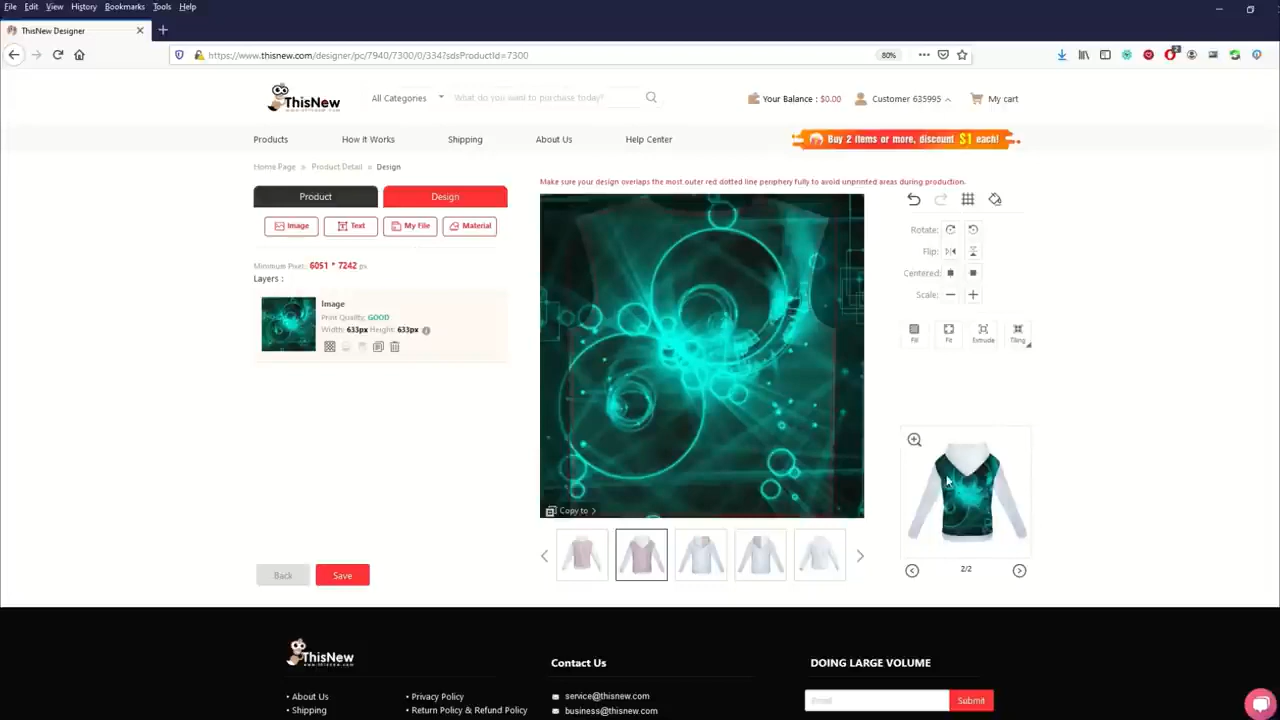 File Edit View History Bookmarks Tools Help
ThisNew Designer
https://www.thisnew.com/designer/pc/7940/7300/0/334?sdsProductId=7300
80%
ThisNew
All Categories
What do you want to purchase today?
Your Balance : $0.00
Customer 635995
My cart
Products
How It Works
Shipping
About Us
Help Center
Buy 2 items or more, discount $1 each!
Home Page » Product Detail » Design
Product
Design
Image
Text
My File
Material
Minimum Pixel: 6051 * 7242 px
Layers :
Image
Print Quality: GOOD
Width: 633px Height: 633px
Back
Save
Make sure your design overlaps the most outer red dotted line periphery fully to avoid unprinted areas during production.
Copy to >
Rotate:
Flip:
Centered:
Scale:
Fill
Fit
Extrude
Tiling
2/2
ThisNew
www.thisnew.com
• About Us
• Shipping
• Privacy Policy
• Return Policy & Refund Policy
Contact Us
service@thisnew.com
business@thisnew.com
DOING LARGE VOLUME
Email
Submit